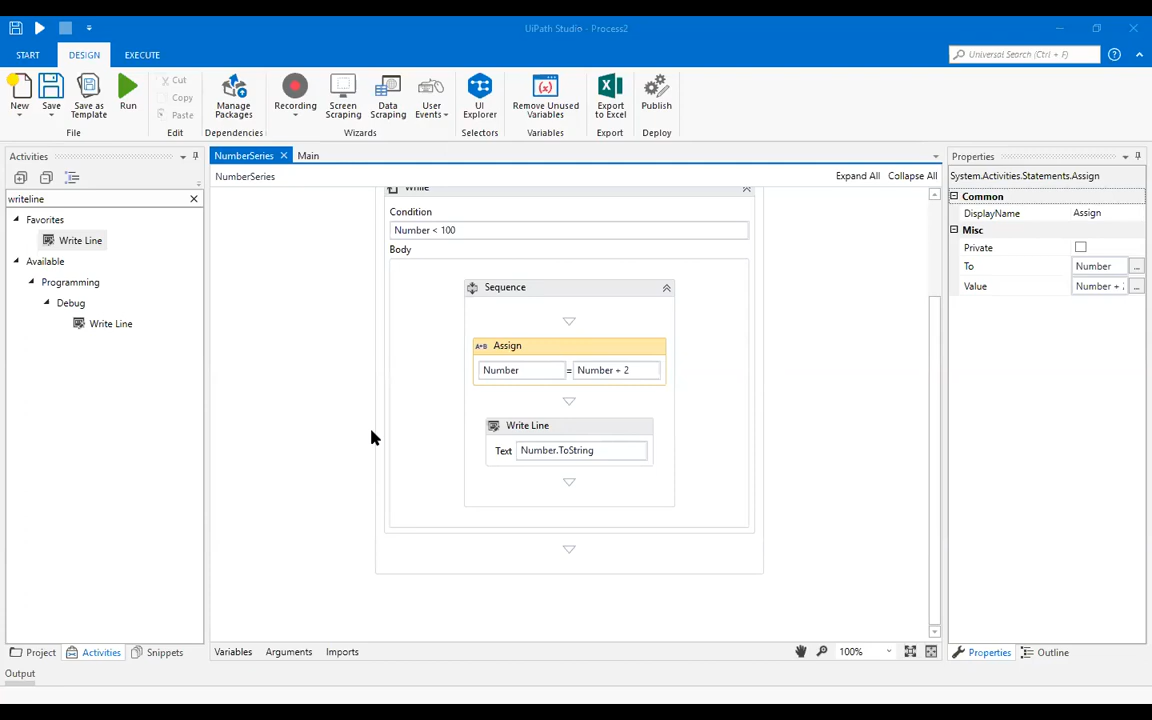 UiPath Studio - Process2
START DESIGN EXECUTE
Universal Search (Ctrl + F)
New Save Save as Template Run
Cut
Copy
Paste
Manage Packages
Recording Screen Scraping Data Scraping User Events
UI Explorer
Remove Unused Variables
Export to Excel
Publish
File Edit Dependencies Wizards Selectors Variables Export Deploy
Activities
writeline
Favorites
Write Line
Available
Programming
Debug
Write Line
NumberSeries Main
NumberSeries Expand All Collapse All
While
Condition
Number < 100
Body
Sequence
A+B Assign
Number = Number + 2
Write Line
Text Number.ToString
Properties
System.Activities.Statements.Assign
Common
DisplayName Assign
Misc
Private
To Number ...
Value Number + 2 ...
Project Activities Snippets
Variables Arguments Imports
100%
Properties Outline
Output